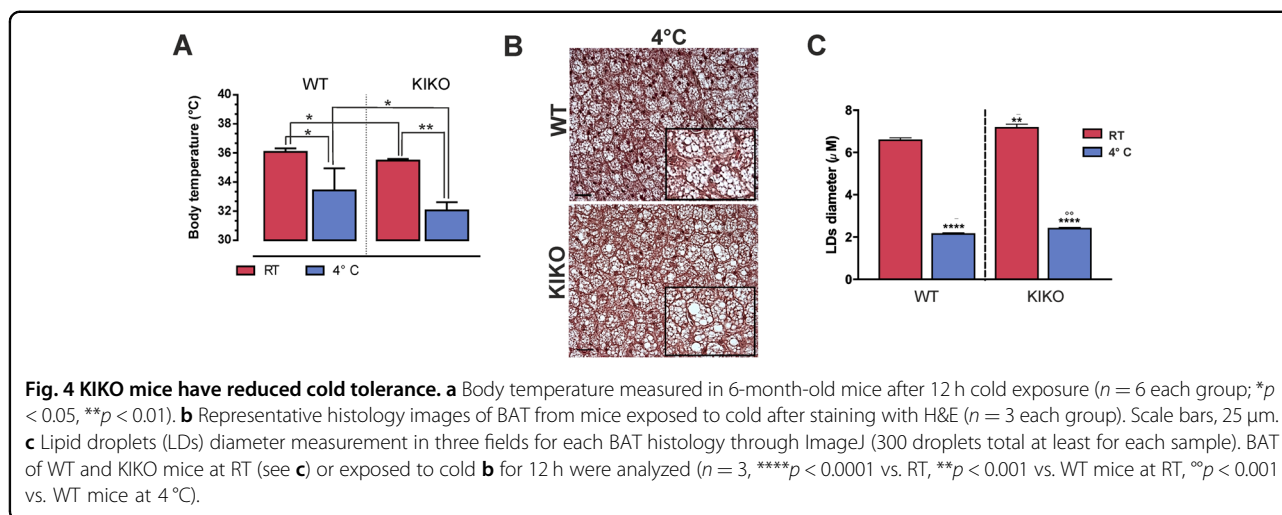 A
WT
KIKO
Body temperature (°C)
40
38
36
34
32
30
*
*
*
**
RT
4° C
B
4°C
WT
KIKO
C
LDs diameter (μ M)
8
6
4
2
0
**
****
°°
****
WT
KIKO
RT
4° C
Fig. 4 KIKO mice have reduced cold tolerance. a Body temperature measured in 6-month-old mice after 12 h cold exposure (n = 6 each group; *p
< 0.05, **p < 0.01). b Representative histology images of BAT from mice exposed to cold after staining with H&E (n = 3 each group). Scale bars, 25 μm.
c Lipid droplets (LDs) diameter measurement in three fields for each BAT histology through ImageJ (300 droplets total at least for each sample). BAT
of WT and KIKO mice at RT (see c) or exposed to cold b for 12 h were analyzed (n = 3, ****p < 0.0001 vs. RT, **p < 0.001 vs. WT mice at RT, °°p < 0.001
vs. WT mice at 4 °C).